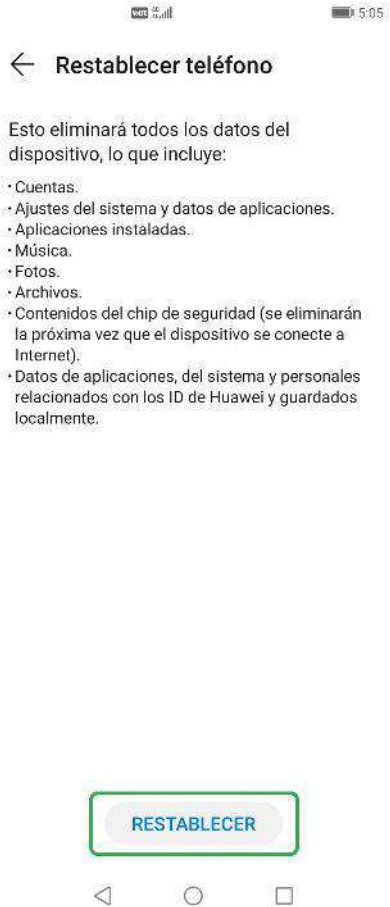 5:05
Restablecer teléfono
Esto eliminará todos los datos del
dispositivo, lo que incluye:
· Cuentas.
· Ajustes del sistema y datos de aplicaciones.
· Aplicaciones instaladas.
· Música.
· Fotos.
· Archivos.
· Contenidos del chip de seguridad (se eliminarán
la próxima vez que el dispositivo se conecte a
Internet).
· Datos de aplicaciones, del sistema y personales
relacionados con los ID de Huawei y guardados
localmente.
RESTABLECER